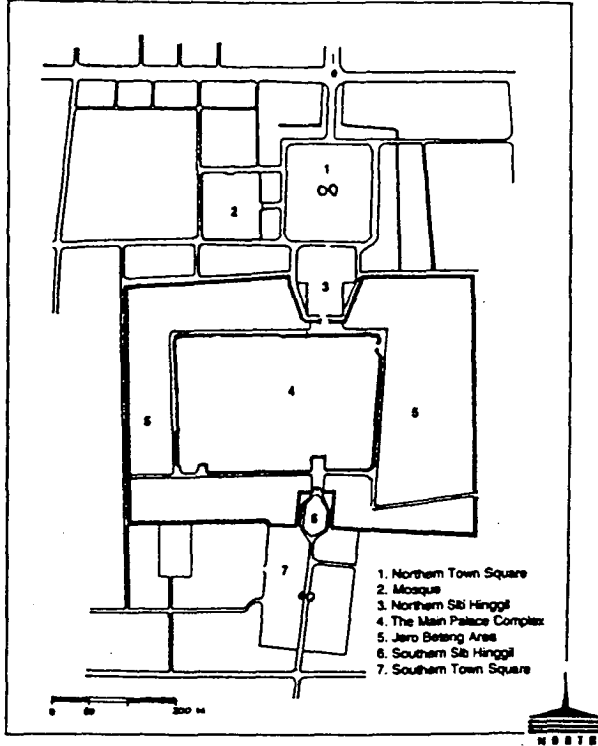 1
2
3
4
5
5
6
7
1. Northern Town Square
2. Mosque
3. Northern Siti Hinggil
4. The Main Palace Complex
5. Jero Beteng Area
6. Southern Siti Hinggil
7. Southern Town Square
0 50 200 M
NORTH